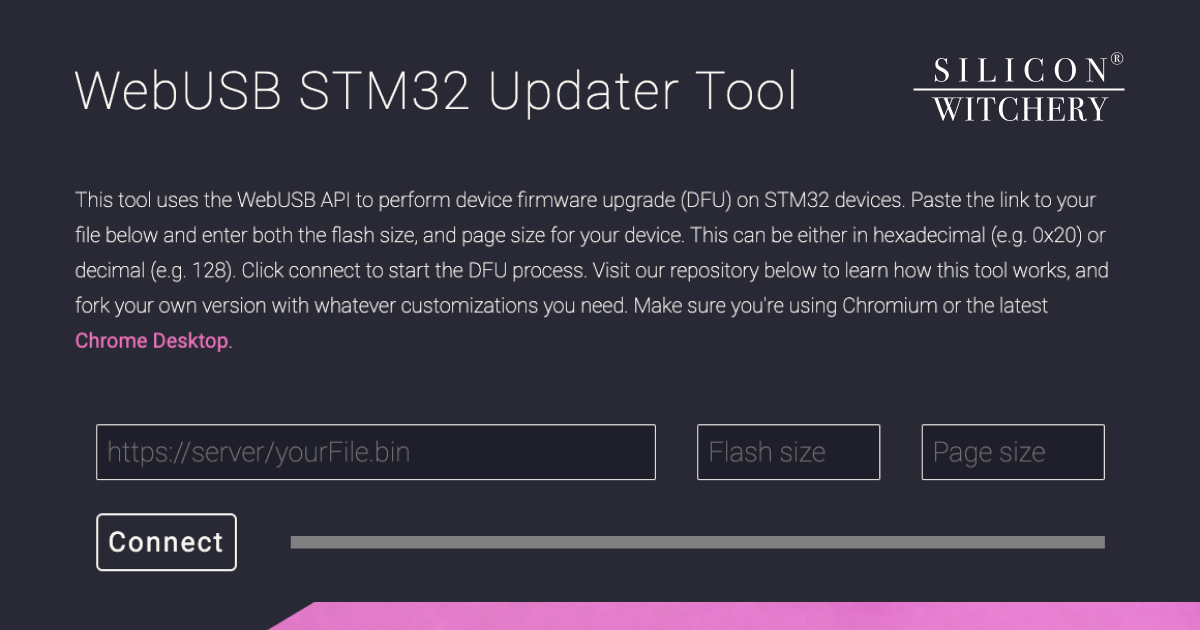 WebUSB STM32 Updater Tool
SILICON®
WITCHERY
This tool uses the WebUSB API to perform device firmware upgrade (DFU) on STM32 devices. Paste the link to your
file below and enter both the flash size, and page size for your device. This can be either in hexadecimal (e.g. 0x20) or
decimal (e.g. 128). Click connect to start the DFU process. Visit our repository below to learn how this tool works, and
fork your own version with whatever customizations you need. Make sure you're using Chromium or the latest
Chrome Desktop.
https://server/yourFile.bin
Flash size
Page size
Connect